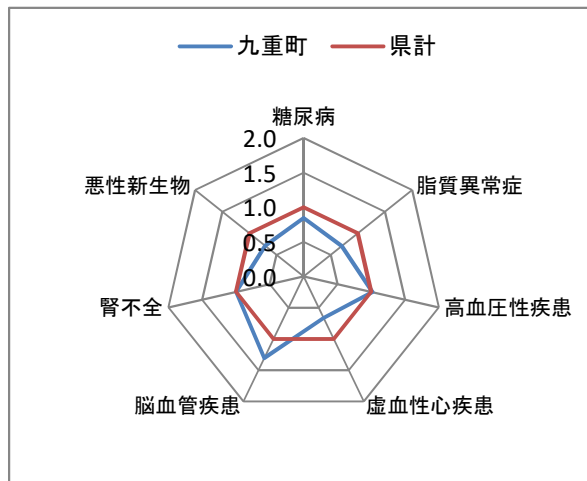 九重町 県計
糖尿病
2.0
1.5
1.0
0.5
0.0
脂質異常症
高血圧性疾患
虚血性心疾患
脳血管疾患
腎不全
悪性新生物